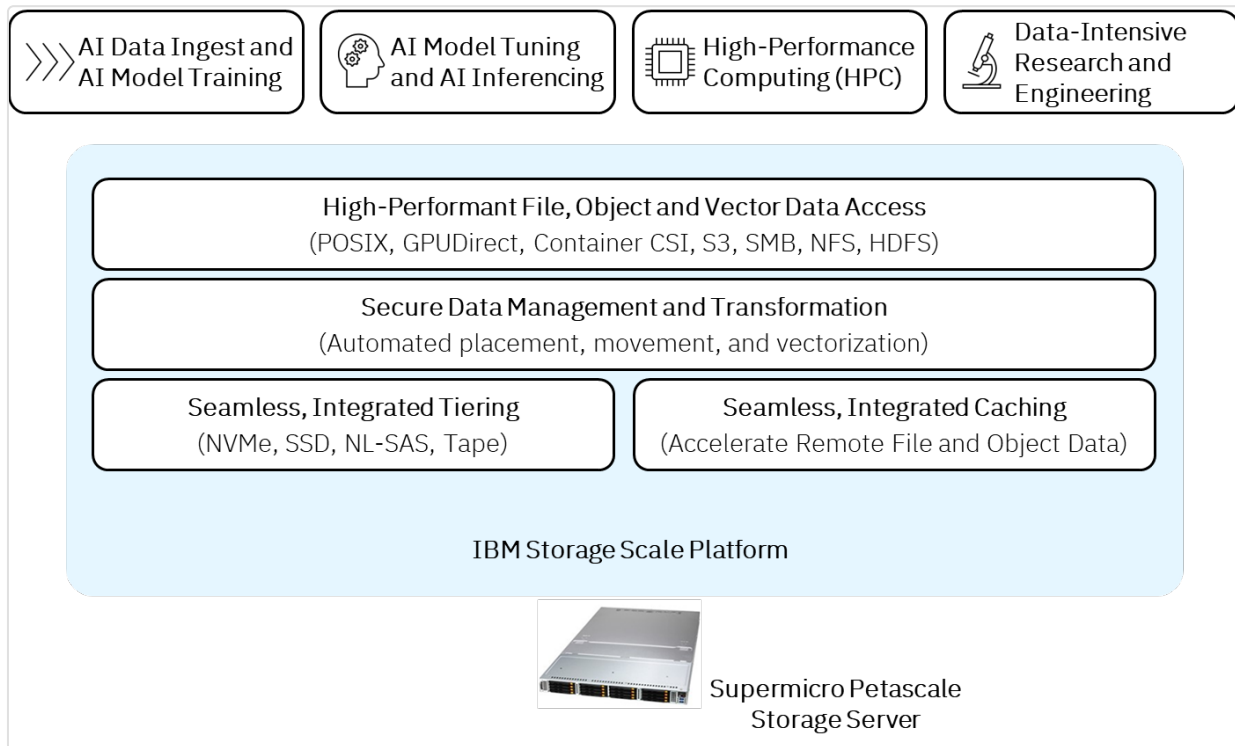 AI Data Ingest and
AI Model Training
AI Model Tuning
and AI Inferencing
High-Performance
Computing (HPC)
Data-Intensive
Research and
Engineering
High-Performant File, Object and Vector Data Access
(POSIX, GPUDirect, Container CSI, S3, SMB, NFS, HDFS)
Secure Data Management and Transformation
(Automated placement, movement, and vectorization)
Seamless, Integrated Tiering
(NVMe, SSD, NL-SAS, Tape)
Seamless, Integrated Caching
(Accelerate Remote File and Object Data)
IBM Storage Scale Platform
Supermicro Petascale
Storage Server